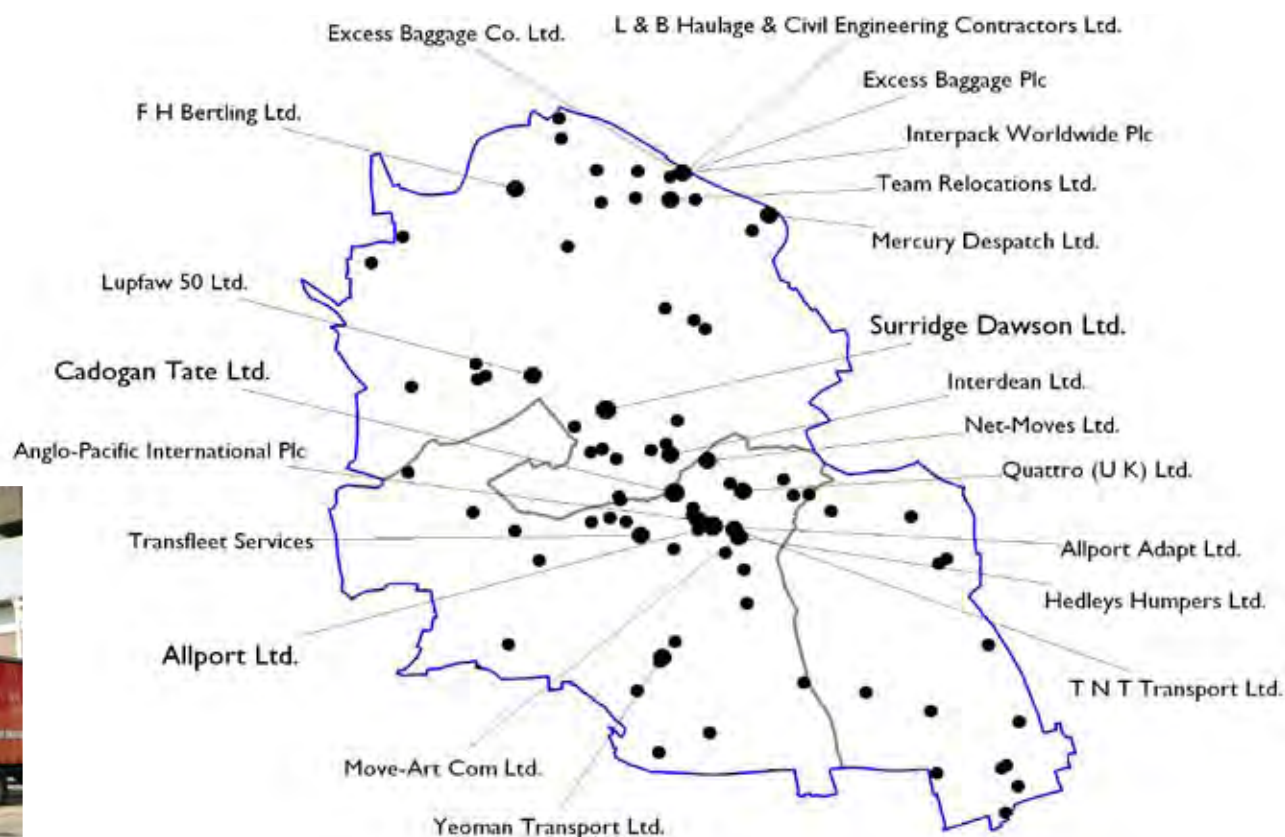 Excess Baggage Co. Ltd.
L & B Haulage & Civil Engineering Contractors Ltd.
Excess Baggage Plc
F H Bertling Ltd.
Interpack Worldwide Plc
Team Relocations Ltd.
Mercury Despatch Ltd.
Lupfaw 50 Ltd.
Surridge Dawson Ltd.
Cadogan Tate Ltd.
Interdean Ltd.
Net-Moves Ltd.
Anglo-Pacific International Plc
Quattro (U K) Ltd.
Transfleet Services
Allport Adapt Ltd.
Hedleys Humpers Ltd.
Allport Ltd.
T N T Transport Ltd.
Move-Art Com Ltd.
Yeoman Transport Ltd.